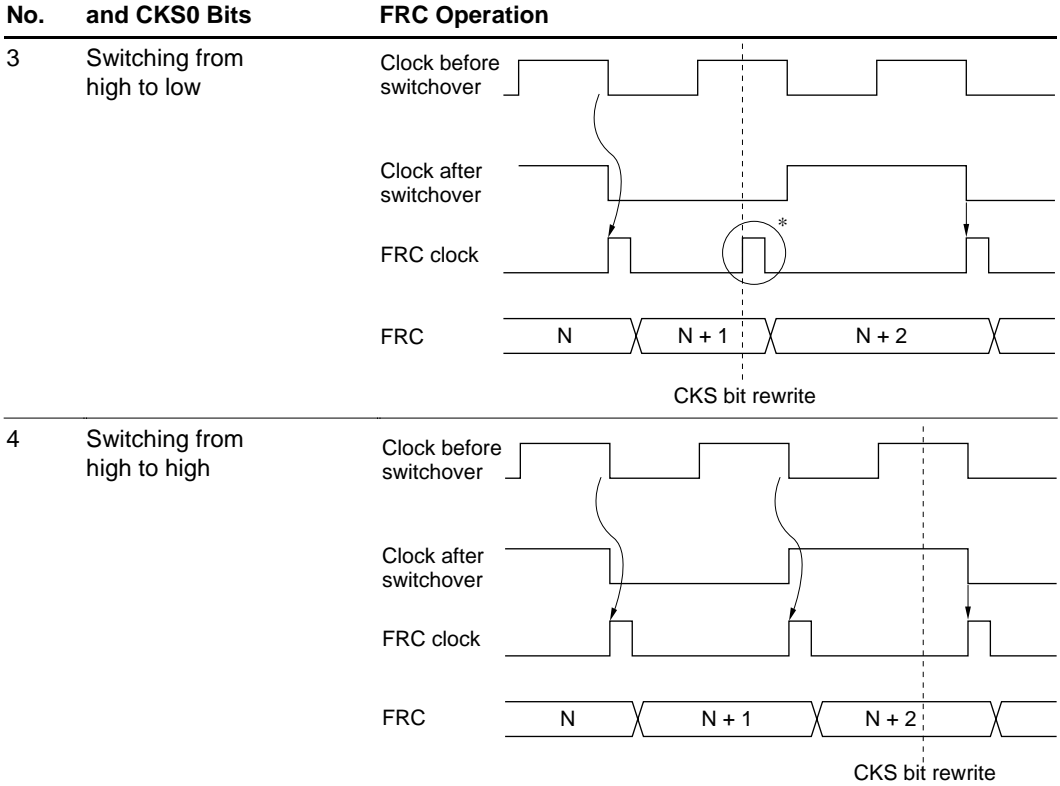 No. and CKS0 Bits FRC Operation
3 Switching from high to low
Clock before switchover
Clock after switchover
*
FRC clock
FRC N N + 1 N + 2
CKS bit rewrite
4 Switching from high to high
Clock before switchover
Clock after switchover
FRC clock
FRC N N + 1 N + 2
CKS bit rewrite